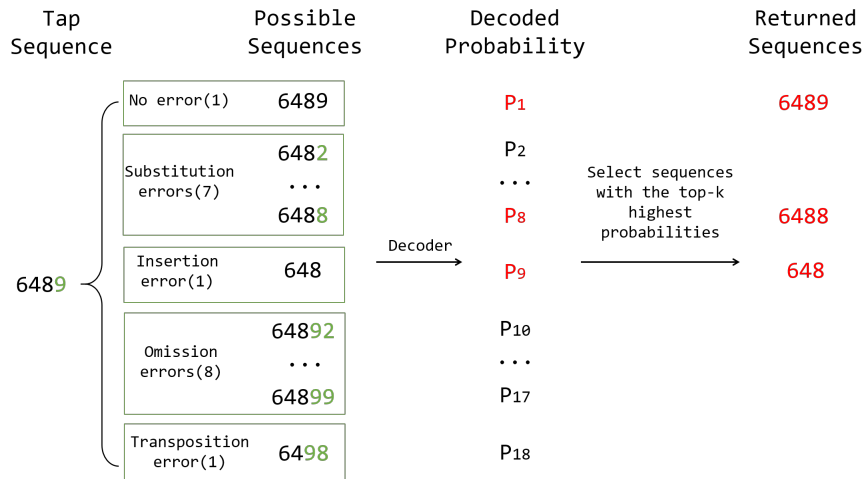 Tap
Sequence
Possible
Sequences
Decoded
Probability
Returned
Sequences
No error(1)
6489
P1
6489
Substitution
errors(7)
6482
...
6488
P2
...
P8
Select sequences
with the top-k
highest
probabilities
6488
6489
Insertion
error(1)
648
Decoder
P9
648
Omission
errors(8)
64892
...
64899
P10
...
P17
Transposition
error(1)
6498
P18